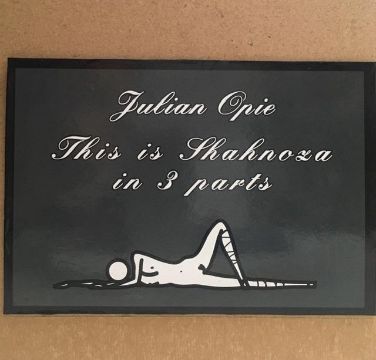 Julian Opie
This is Shahnoza
in 3 parts